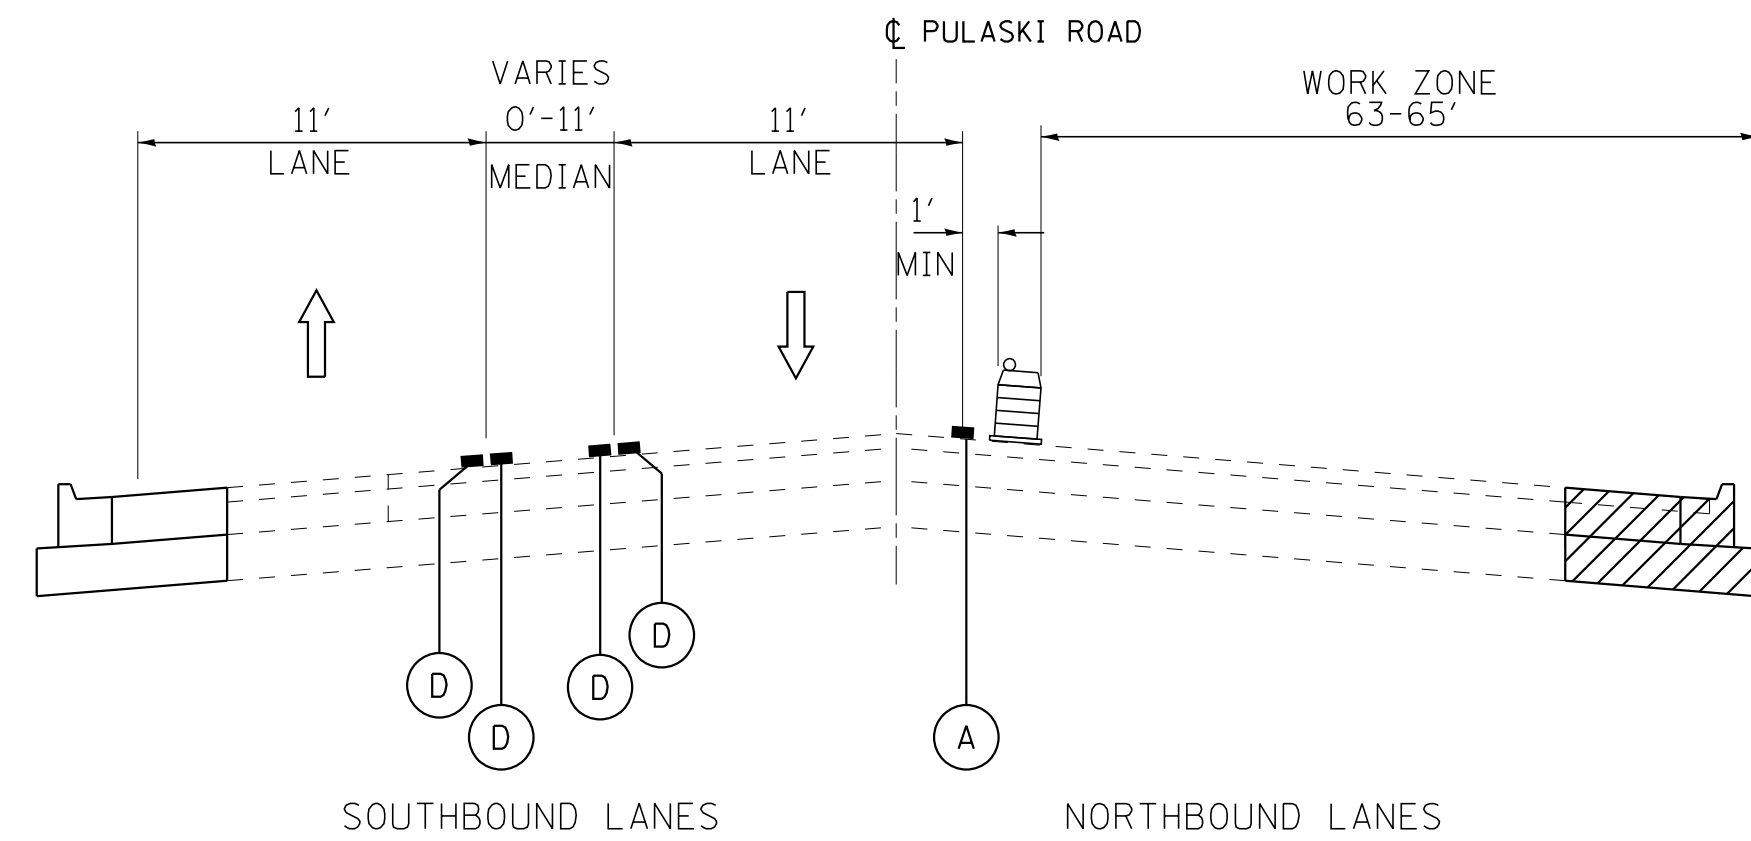 ℄ PULASKI ROAD
VARIES
0'-11'
MEDIAN
11'
LANE
11'
LANE
WORK ZONE
63-65'
1'
MIN
D
D
D
D
A
SOUTHBOUND LANES
NORTHBOUND LANES